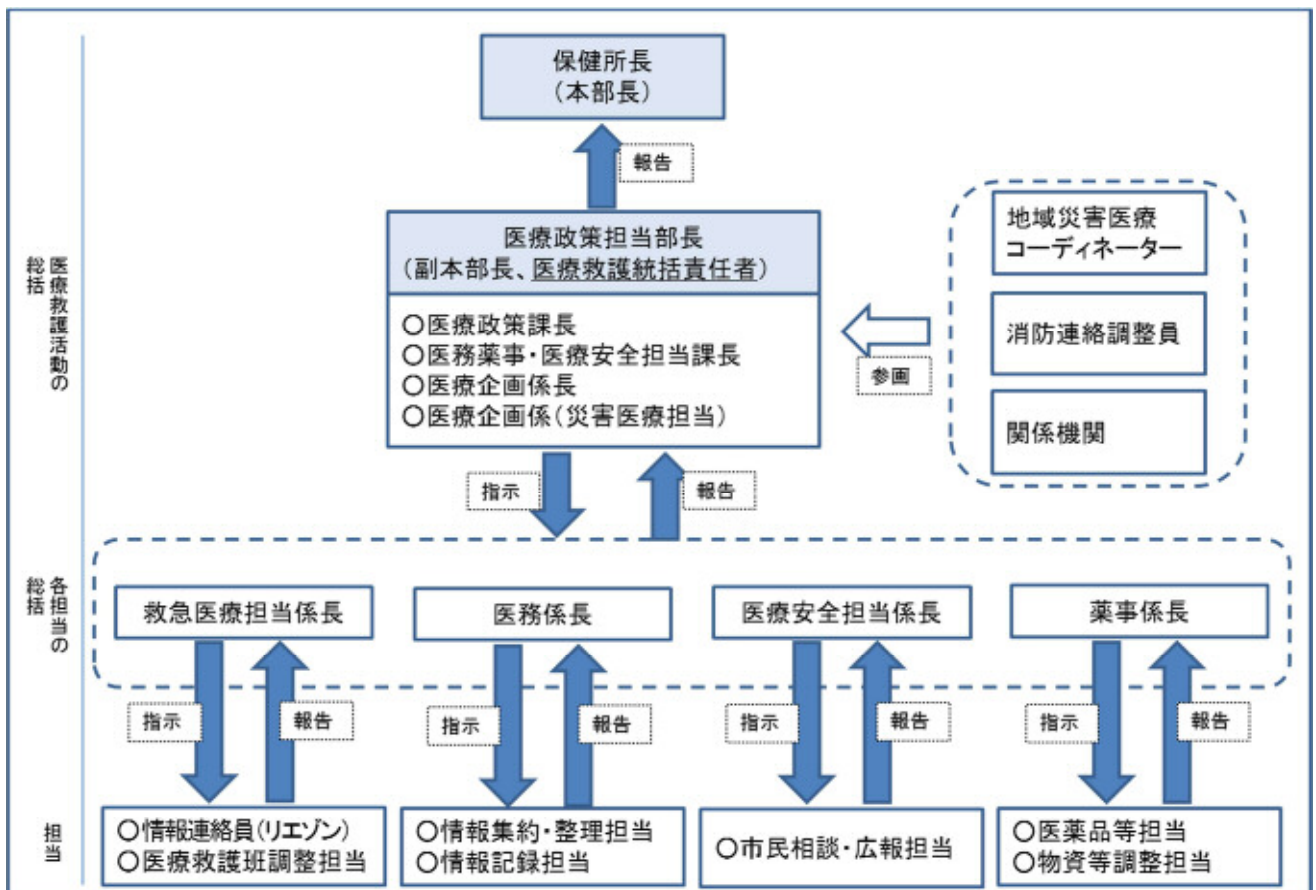 保健所長
(本部長)
報告
医療政策担当部長
(副本部長、医療救護統括責任者)
○医療政策課長
○医務薬事・医療安全担当課長
○医療企画係長
○医療企画係(災害医療担当)
参画
地域災害医療
コーディネーター
消防連絡調整員
関係機関
医療救護活動の
総括
指示
報告
各担当の
総括
救急医療担当係長
医務係長
医療安全担当係長
薬事係長
指示
報告
指示
報告
指示
報告
指示
報告
担当
○情報連絡員(リエゾン)
○医療救護班調整担当
○情報集約・整理担当
○情報記録担当
○市民相談・広報担当
○医薬品等担当
○物資等調整担当